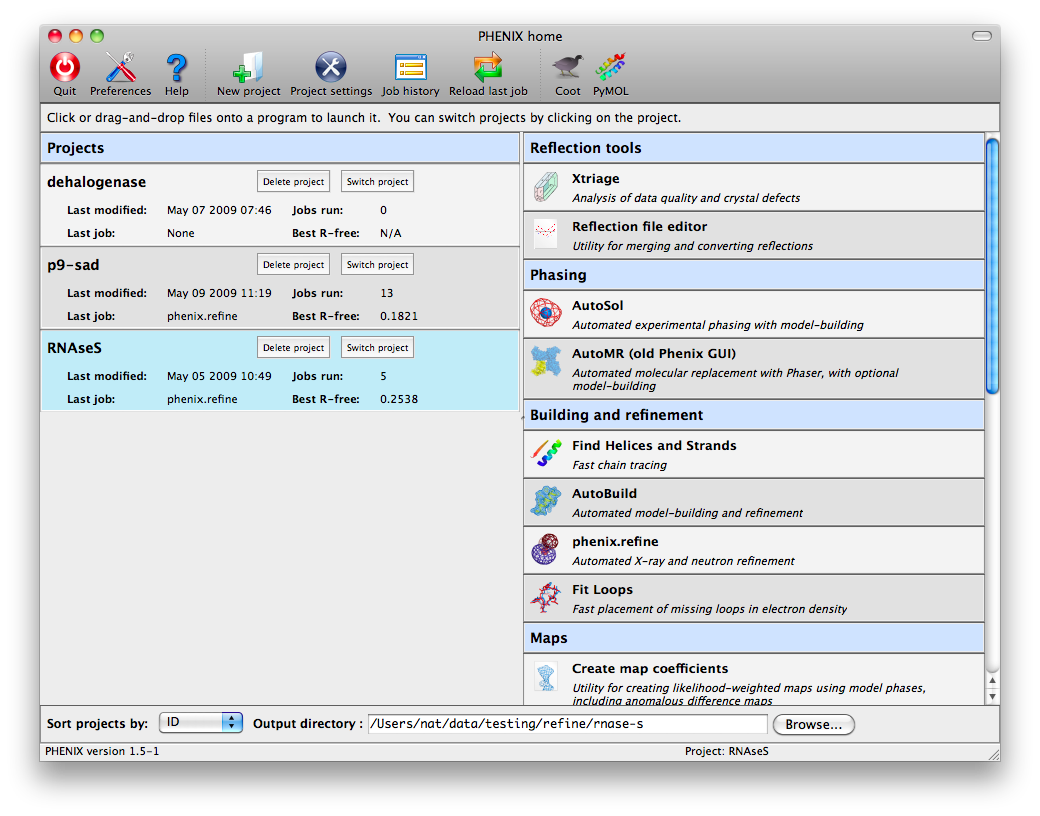 PHENIX home
Quit Preferences Help New project Project settings Job history Reload last job Coot PyMOL
Click or drag-and-drop files onto a program to launch it. You can switch projects by clicking on the project.
Projects
dehalogenase Delete project Switch project
Last modified: May 07 2009 07:46 Jobs run: 0
Last job: None Best R-free: N/A
p9-sad Delete project Switch project
Last modified: May 09 2009 11:19 Jobs run: 13
Last job: phenix.refine Best R-free: 0.1821
RNAseS Delete project Switch project
Last modified: May 05 2009 10:49 Jobs run: 5
Last job: phenix.refine Best R-free: 0.2538
Reflection tools
Xtriage
Analysis of data quality and crystal defects
Reflection file editor
Utility for merging and converting reflections
Phasing
AutoSol
Automated experimental phasing with model-building
AutoMR (old Phenix GUI)
Automated molecular replacement with Phaser, with optional
model-building
Building and refinement
Find Helices and Strands
Fast chain tracing
AutoBuild
Automated model-building and refinement
phenix.refine
Automated X-ray and neutron refinement
Fit Loops
Fast placement of missing loops in electron density
Maps
Create map coefficients
Utility for creating likelihood-weighted maps using model phases,
including anomalous difference maps
Sort projects by: ID Output directory : /Users/nat/data/testing/refine/rnase-s Browse...
PHENIX version 1.5-1 Project: RNAseS